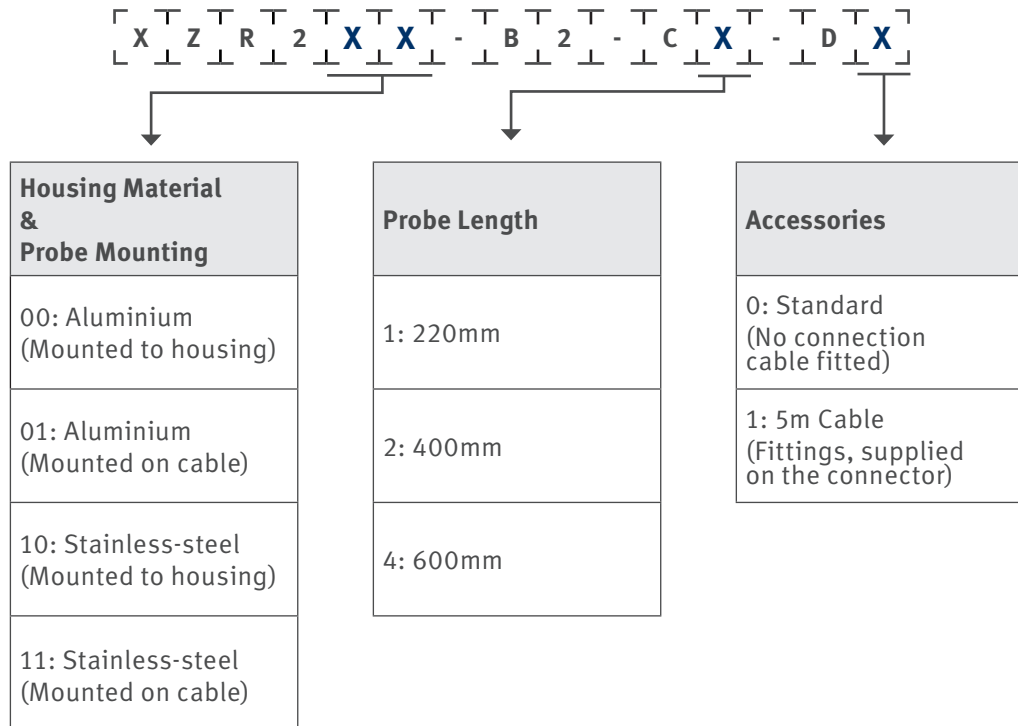 X Z R 2 X X - B 2 - C X - D X
Housing Material
&
Probe Mounting
00: Aluminium
(Mounted to housing)
01: Aluminium
(Mounted on cable)
10: Stainless-steel
(Mounted to housing)
11: Stainless-steel
(Mounted on cable)
Probe Length
1: 220mm
2: 400mm
4: 600mm
Accessories
0: Standard
(No connection
cable fitted)
1: 5m Cable
(Fittings, supplied
on the connector)